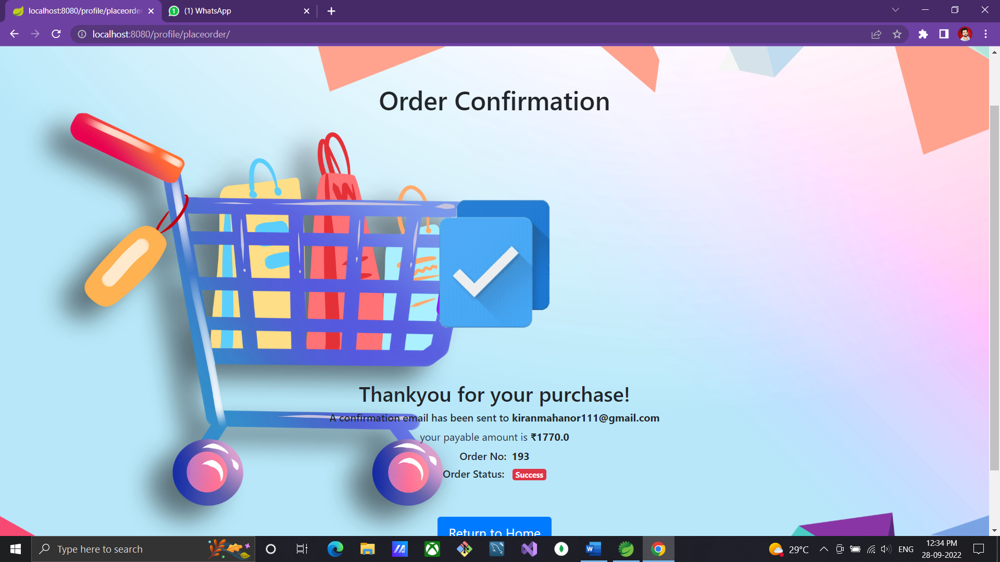 localhost:8080/profile/placeorder
(1) WhatsApp
localhost:8080/profile/placeorder/
Order Confirmation
W
Thankyou for your purchase!
A confirmation email has been sent to kiranmahanor111@gmail.com
your payable amount is ₹1770.0
Order No: 193
Order Status: Success
Return to Home
Type here to search
29°C
ENG
12:34 PM
28-09-2022